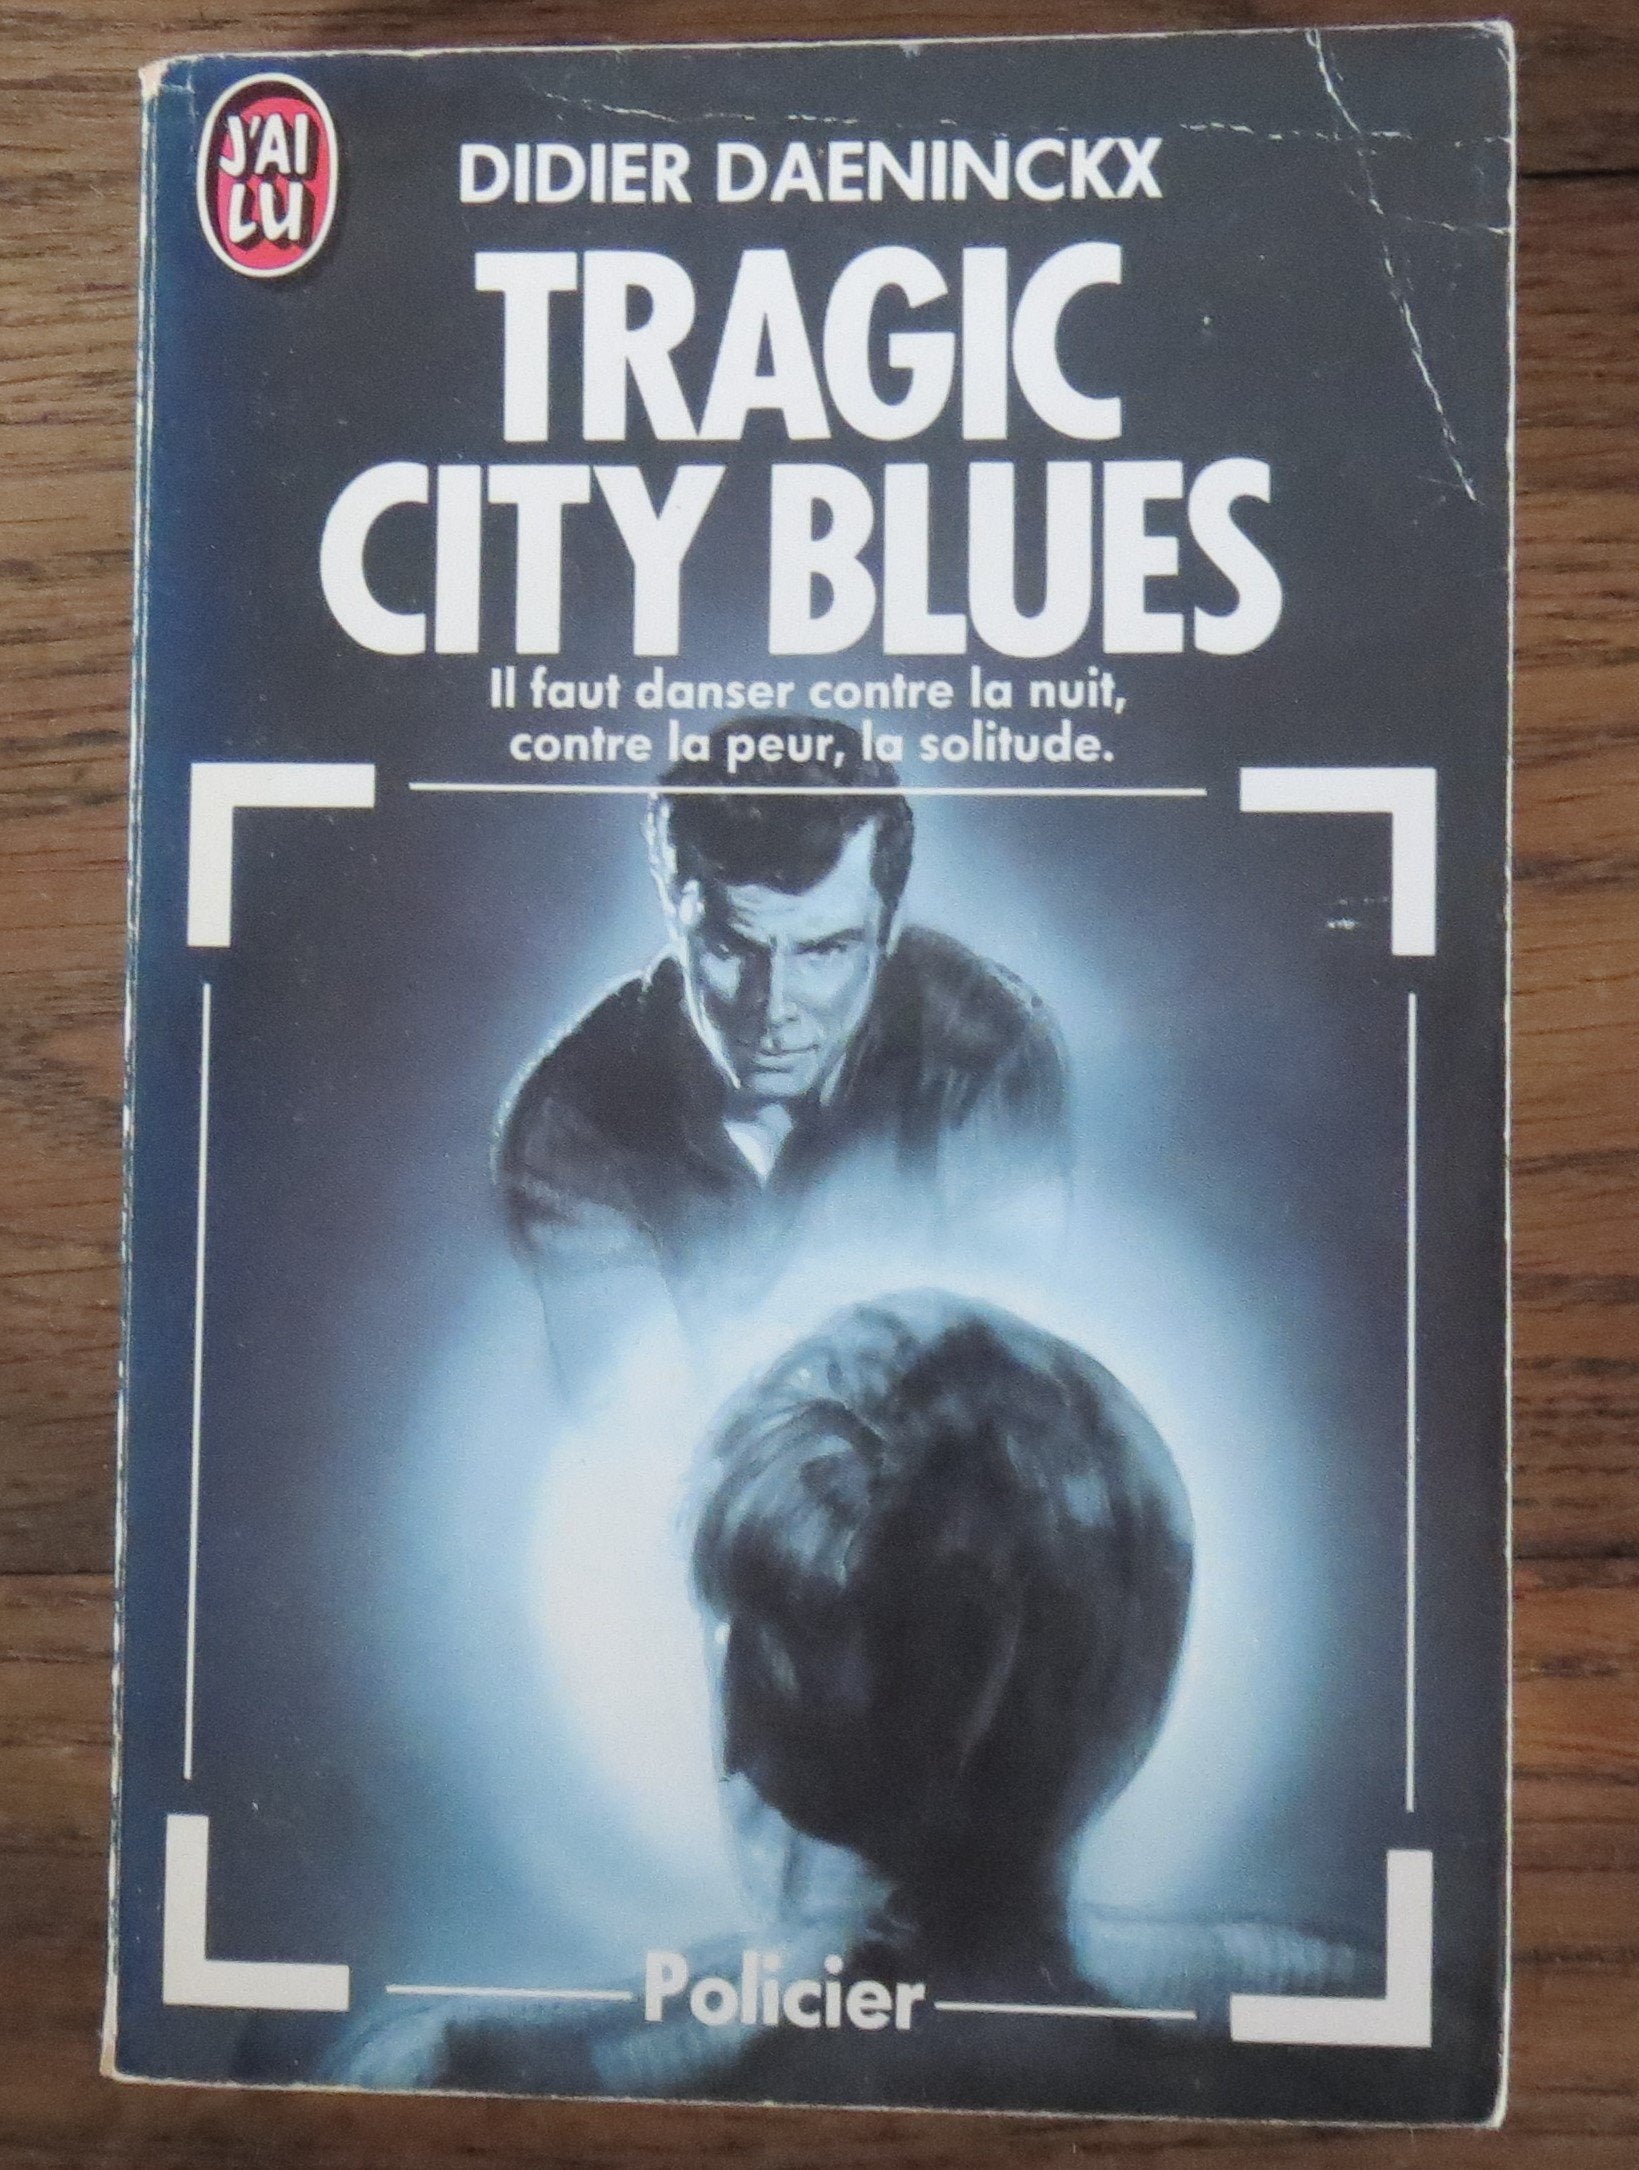 J'AI
LU
DIDIER DAENINCKX
TRAGIC
CITY BLUES
Il faut danser contre la nuit,
contre la peur, la solitude.
Policier